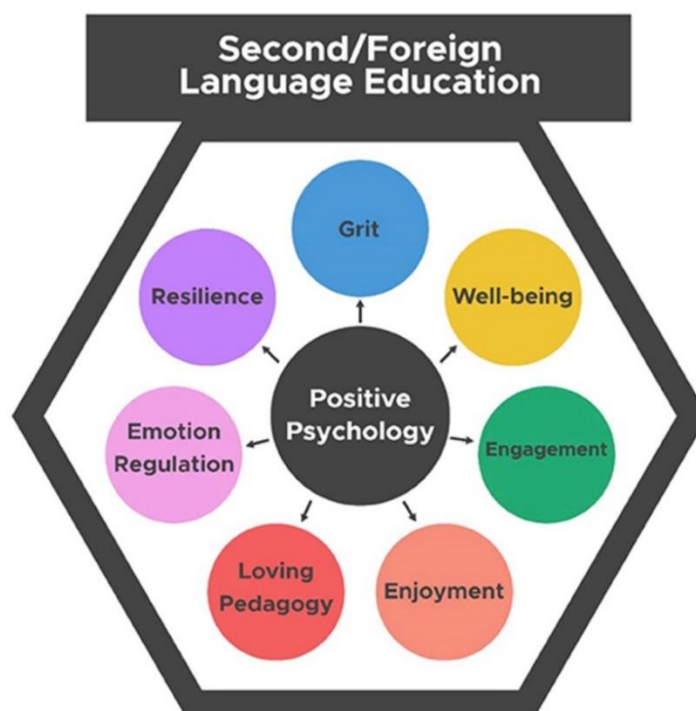 Second/Foreign
Language Education
Grit
Well-being
Resilience
Positive
Psychology
Engagement
Emotion
Regulation
Loving
Pedagogy
Enjoyment